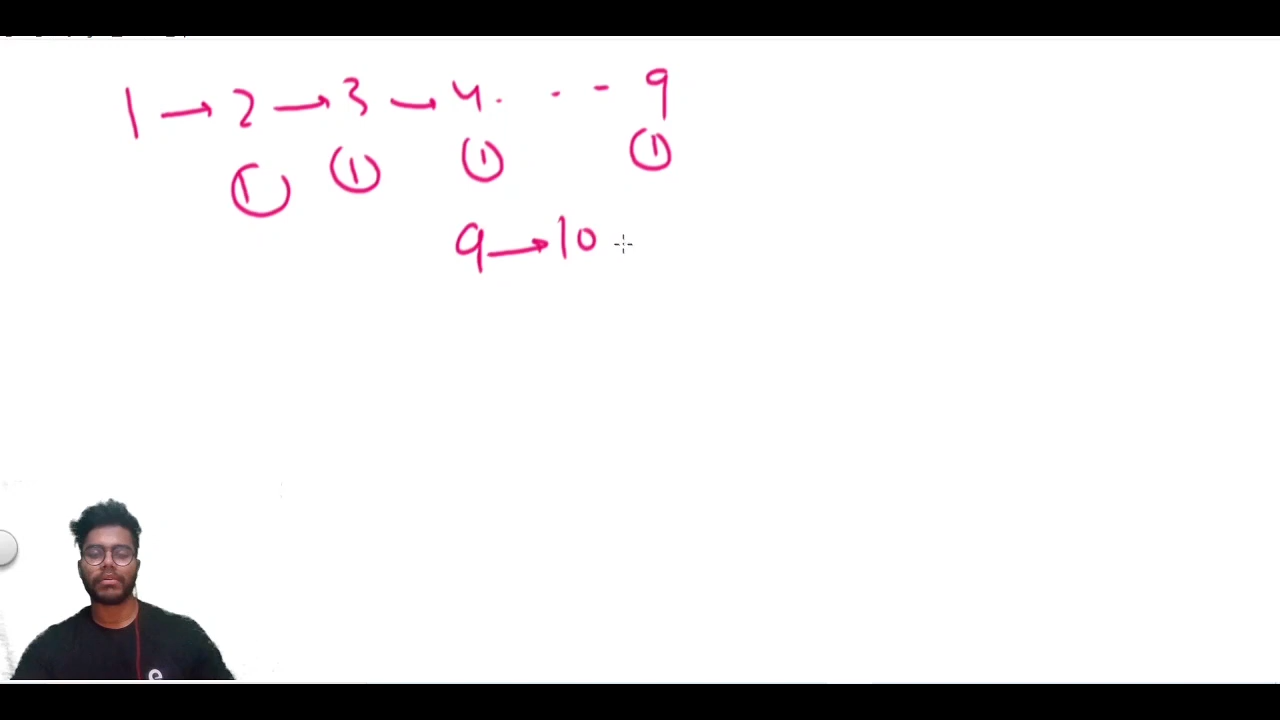 1 → 2 → 3 → 4 . . - 9
① ① ① ①
9 → 10
e